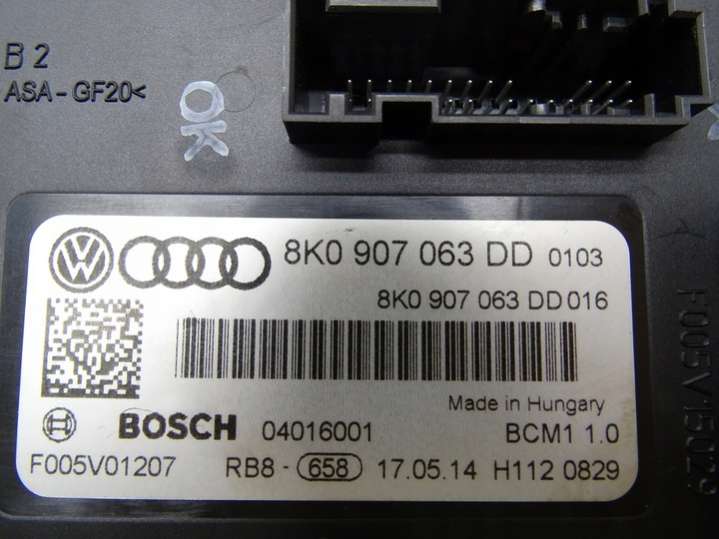 B 2
ASA - GF20<
OK
8K0 907 063 DD 0103
8K0 907 063 DD 016
Made in Hungary
BOSCH 04016001 BCM1 1.0
F005V01207 RB8 - 658 17.05.14 H112 0829
F005V15029